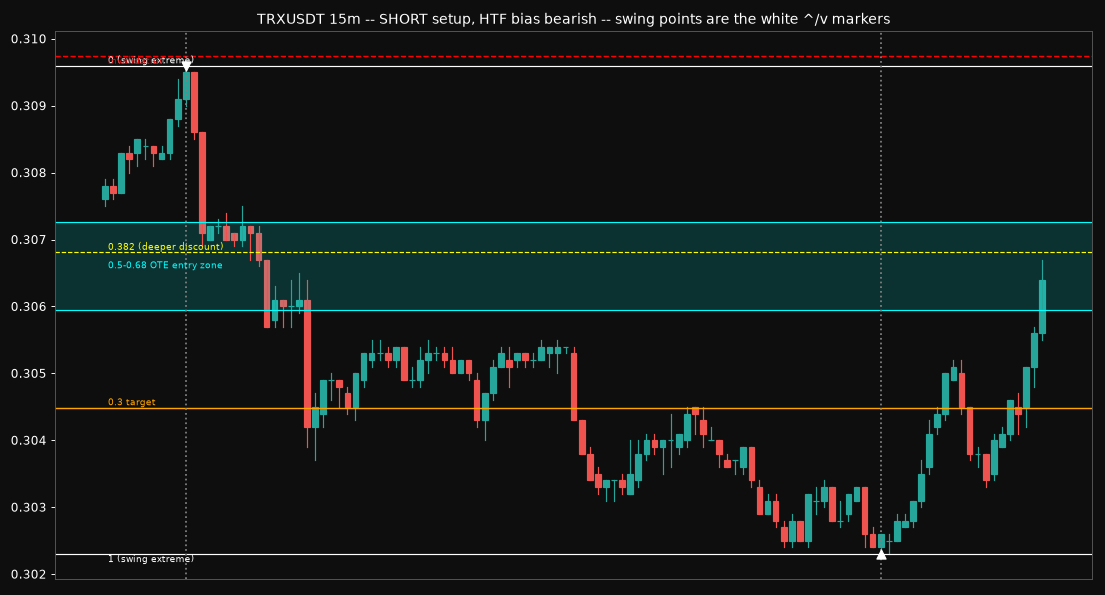 TRXUSDT 15m -- SHORT setup, HTF bias bearish -- swing points are the white ^/v markers
0.310
0 (swing extreme)
0.309
0.308
0.307
0.382 (deeper discount)
0.5-0.68 OTE entry zone
0.306
0.305
0.3 target
0.304
0.303
1 (swing extreme)
0.302